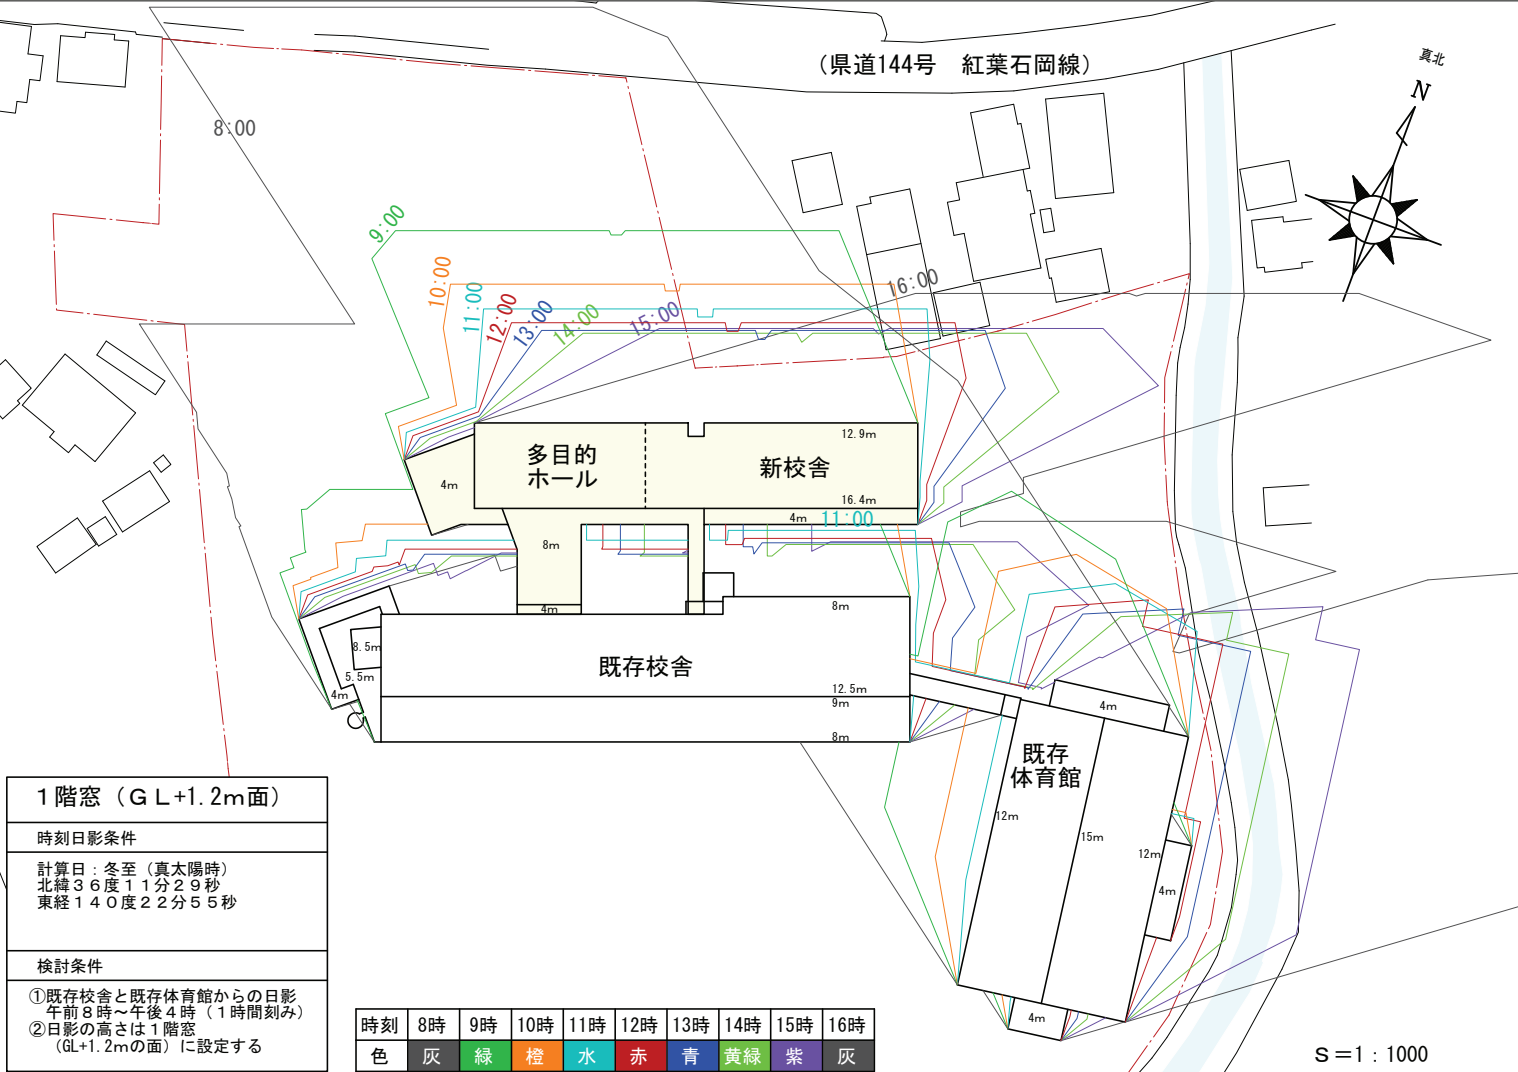 （県道144号　紅葉石岡線）
真北
N
8:00
9:00
10:00
11:00
12:00
13:00
14:00
15:00
16:00
多目的
ホール
新校舎
12.9m
16.4m
4m
4m
11:00
8m
4m
8m
既存校舎
8.5m
5.5m
4m
12.5m
9m
8m
4m
既存
体育館
12m
15m
12m
4m
4m
１階窓（ＧＬ+1.2m面）
時刻日影条件
計算日：冬至（真太陽時）
北緯３６度１１分２９秒
東経１４０度２２分５５秒
検討条件
①既存校舎と既存体育館からの日影
午前８時～午後４時（１時間刻み）
②日影の高さは１階窓
（GL+1.2mの面）に設定する
時刻 8時 9時 10時 11時 12時 13時 14時 15時 16時
色 灰 緑 橙 水 赤 青 黄緑 紫 灰
Ｓ＝1：1000